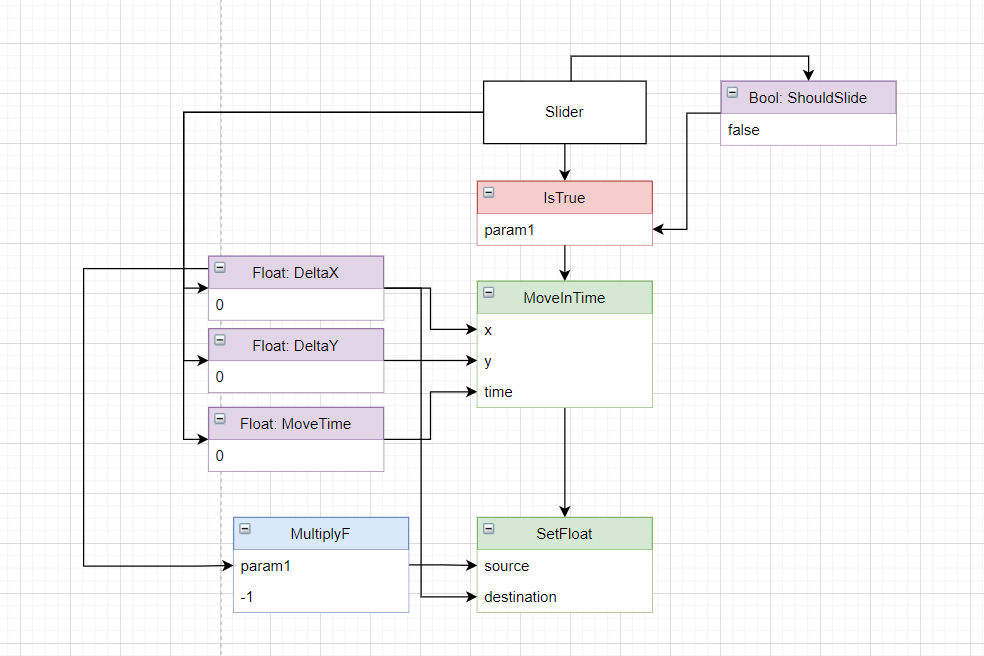 Slider
Bool: ShouldSlide
false
IsTrue
param1
Float: DeltaX
0
Float: DeltaY
0
Float: MoveTime
0
MoveInTime
x
y
time
MultiplyF
param1
-1
SetFloat
source
destination